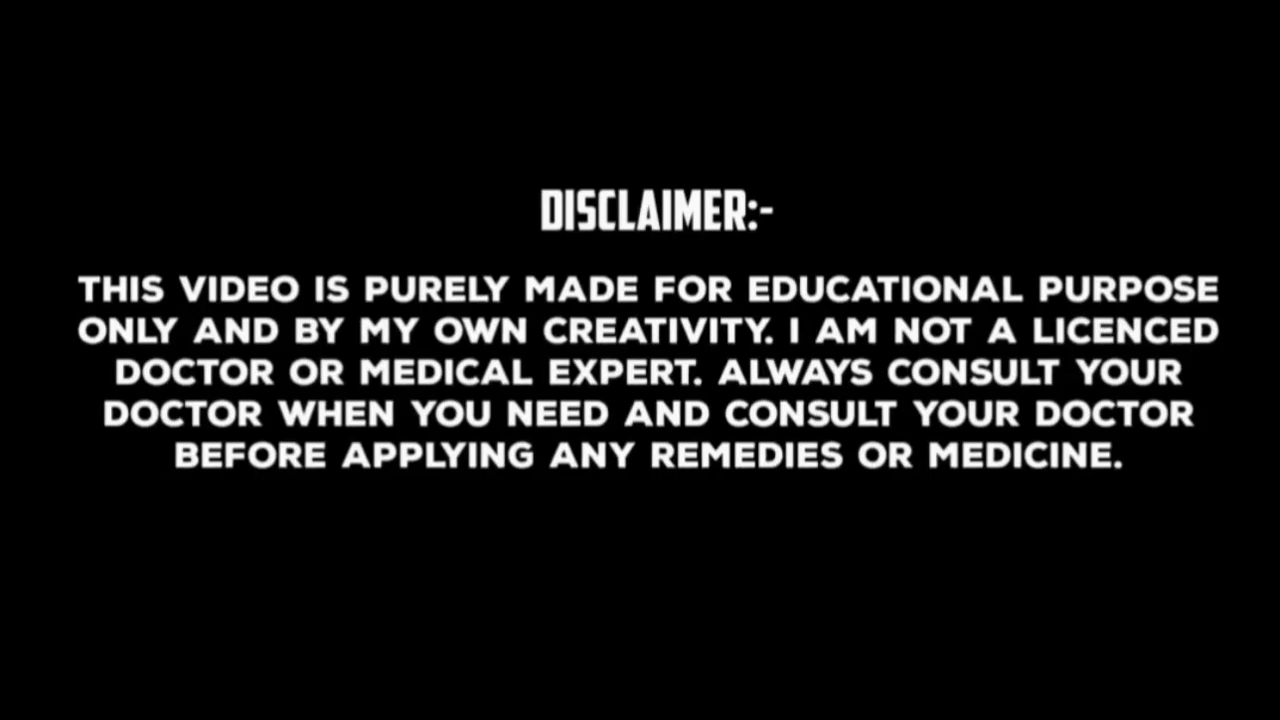 DISCLAIMER:-
THIS VIDEO IS PURELY MADE FOR EDUCATIONAL PURPOSE
ONLY AND BY MY OWN CREATIVITY. I AM NOT A LICENCED
DOCTOR OR MEDICAL EXPERT. ALWAYS CONSULT YOUR
DOCTOR WHEN YOU NEED AND CONSULT YOUR DOCTOR
BEFORE APPLYING ANY REMEDIES OR MEDICINE.